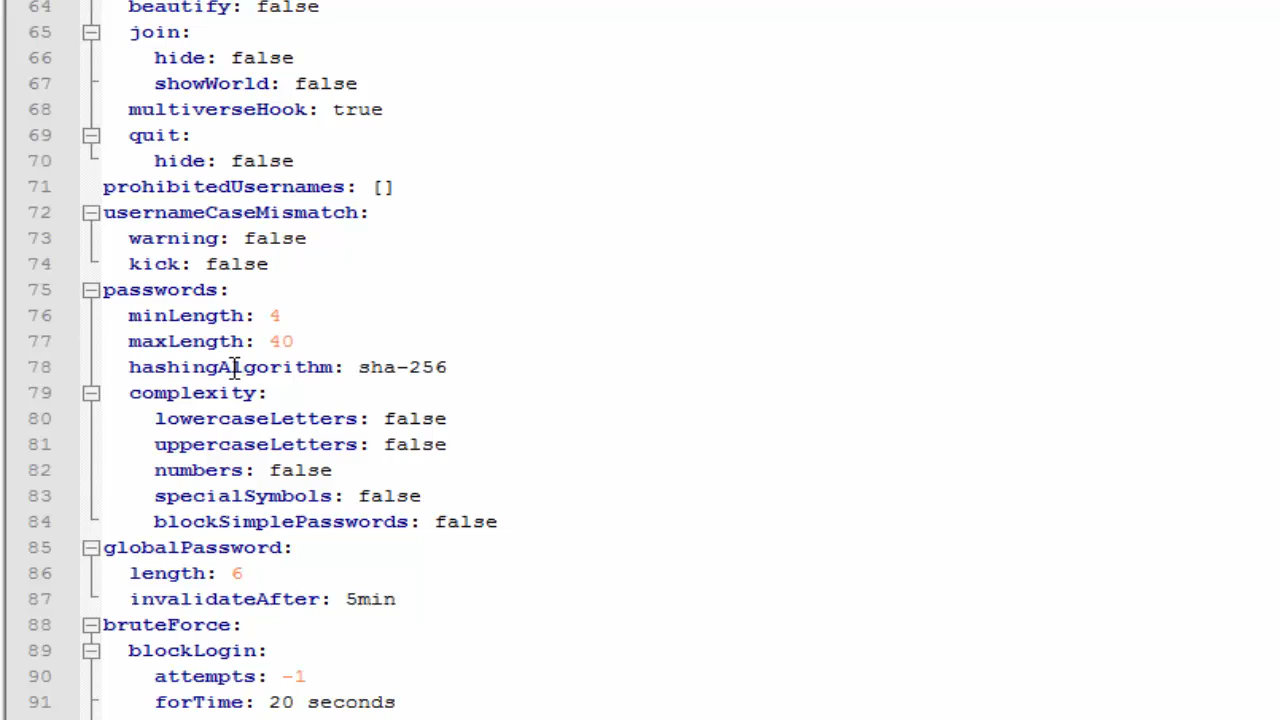 64 beautify: false
65 join:
66 hide: false
67 showWorld: false
68 multiverseHook: true
69 quit:
70 hide: false
71 prohibitedUsernames: []
72 usernameCaseMismatch:
73 warning: false
74 kick: false
75 passwords:
76 minLength: 4
77 maxLength: 40
78 hashingAlgorithm: sha-256
79 complexity:
80 lowercaseLetters: false
81 uppercaseLetters: false
82 numbers: false
83 specialSymbols: false
84 blockSimplePasswords: false
85 globalPassword:
86 length: 6
87 invalidateAfter: 5min
88 bruteForce:
89 blockLogin:
90 attempts: -1
91 forTime: 20 seconds